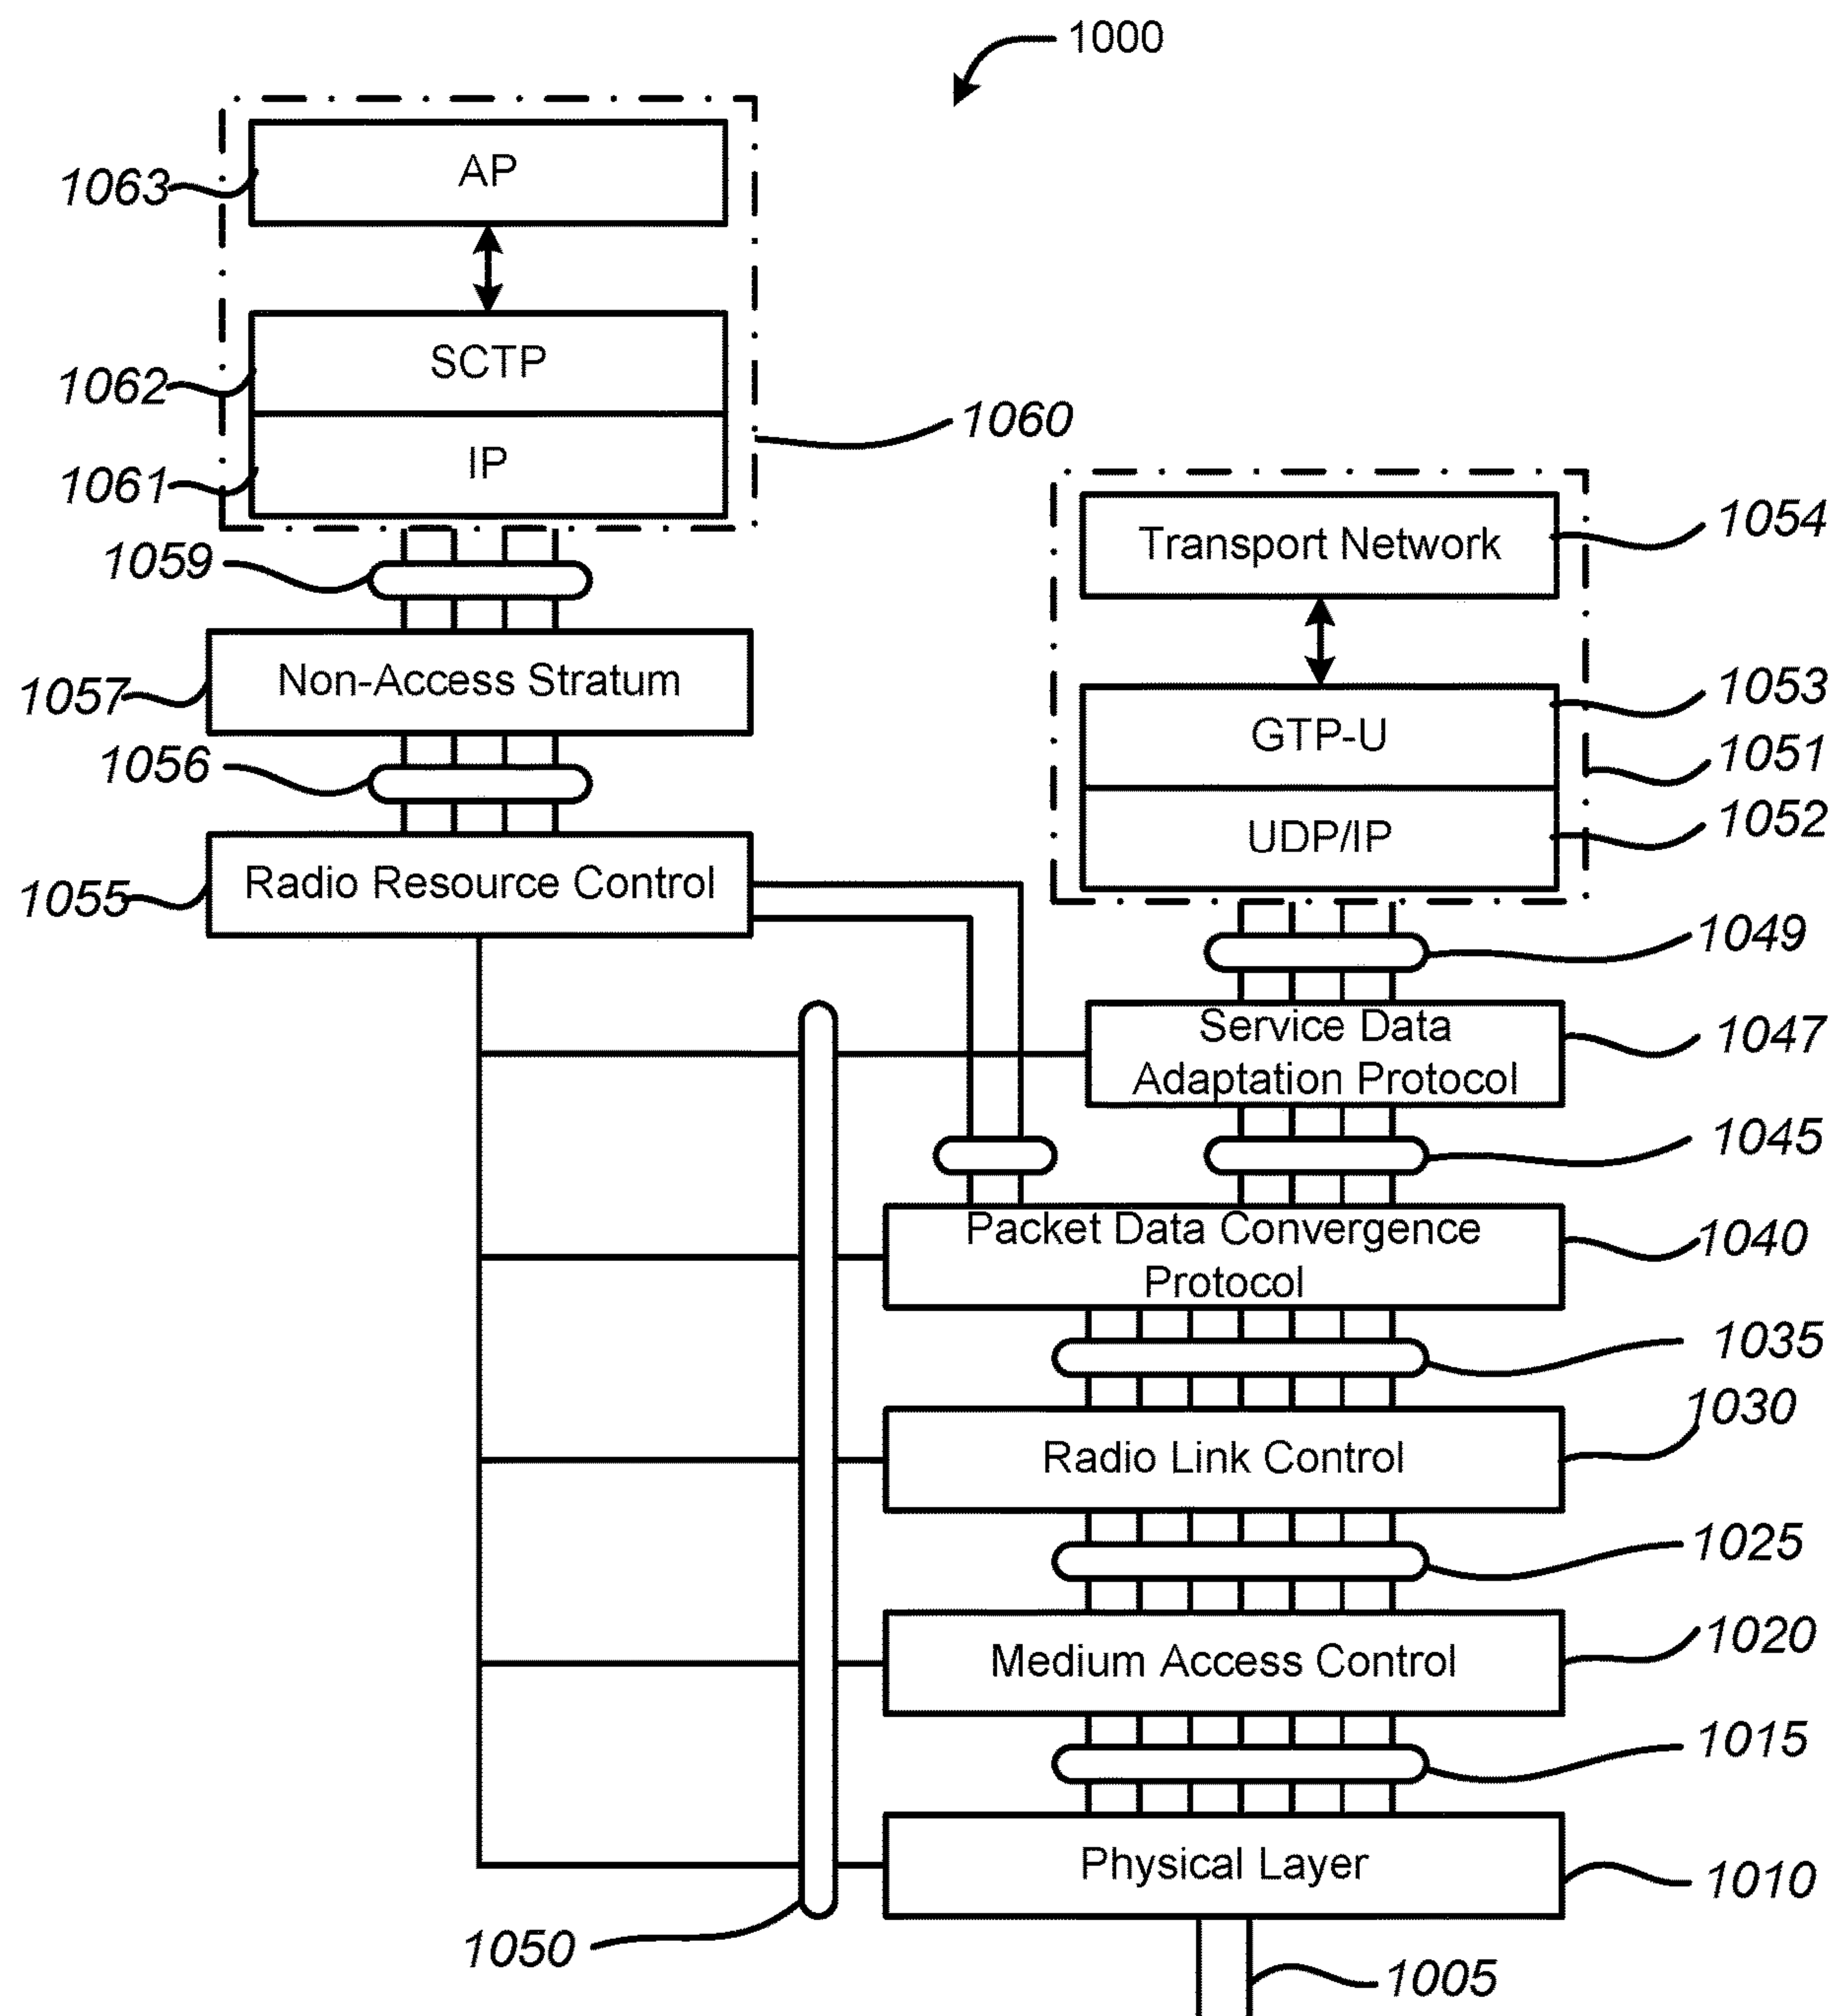 1000
AP
1063
SCTP
1062
1060
IP
1061
Transport Network
1054
1059
Non-Access Stratum
1057
GTP-U
1053
1051
1056
UDP/IP
1052
Radio Resource Control
1055
1049
Service Data
Adaptation Protocol
1047
1045
Packet Data Convergence
Protocol
1040
1035
1030
Radio Link Control
1025
Medium Access Control
1020
1015
Physical Layer
1010
1050
1005